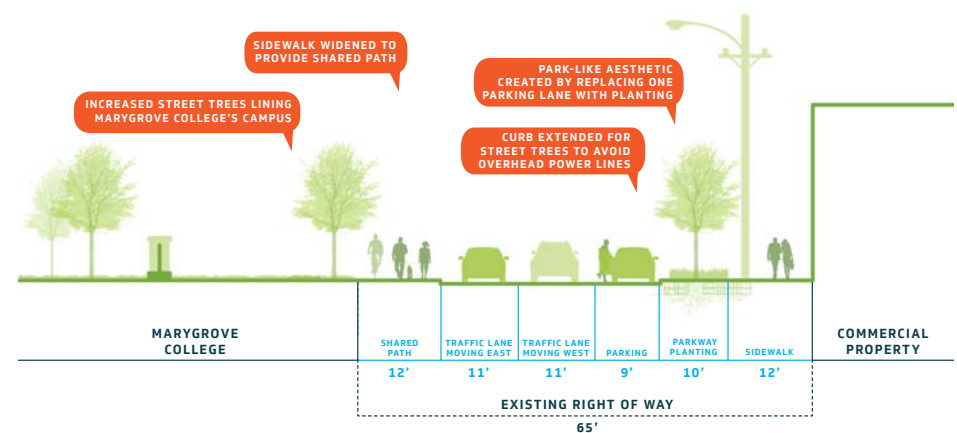 SIDEWALK WIDENED TO
PROVIDE SHARED PATH
INCREASED STREET TREES LINING
MARYGROVE COLLEGE'S CAMPUS
PARK-LIKE AESTHETIC
CREATED BY REPLACING ONE
PARKING LANE WITH PLANTING
CURB EXTENDED FOR
STREET TREES TO AVOID
OVERHEAD POWER LINES
MARYGROVE
COLLEGE
SHARED
PATH
12'
TRAFFIC LANE
MOVING EAST
11'
TRAFFIC LANE
MOVING WEST
11'
PARKING
9'
PARKWAY
PLANTING
10'
SIDEWALK
12'
COMMERCIAL
PROPERTY
EXISTING RIGHT OF WAY
65'